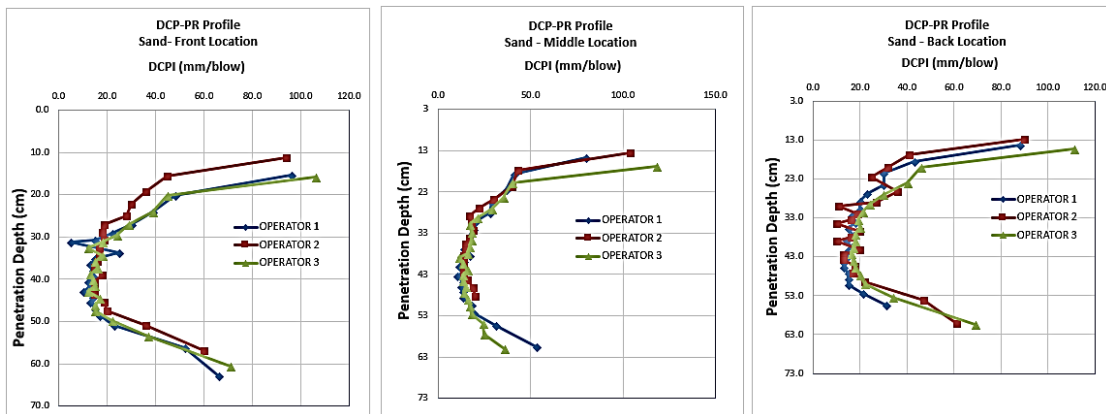 DCP-PR Profile
Sand- Front Location
DCPI (mm/blow)
0.0 20.0 40.0 60.0 80.0 100.0 120.0
0.0
10.0
20.0
30.0
40.0
50.0
60.0
70.0
Penetration Depth (cm)
OPERATOR 1
OPERATOR 2
OPERATOR 3
DCP-PR Profile
Sand - Middle Location
DCPI (mm/blow)
0.0 50.0 100.0 150.0
3
13
23
33
43
53
63
73
Penetration Depth (cm)
OPERATOR 1
OPERATOR 2
OPERATOR 3
DCP-PR Profile
Sand - Back Location
DCPI (mm/blow)
0.0 20.0 40.0 60.0 80.0 100.0 120.0
3.0
13.0
23.0
33.0
43.0
53.0
63.0
73.0
Penetration Depth (cm)
OPERATOR 1
OPERATOR 2
OPERATOR 3